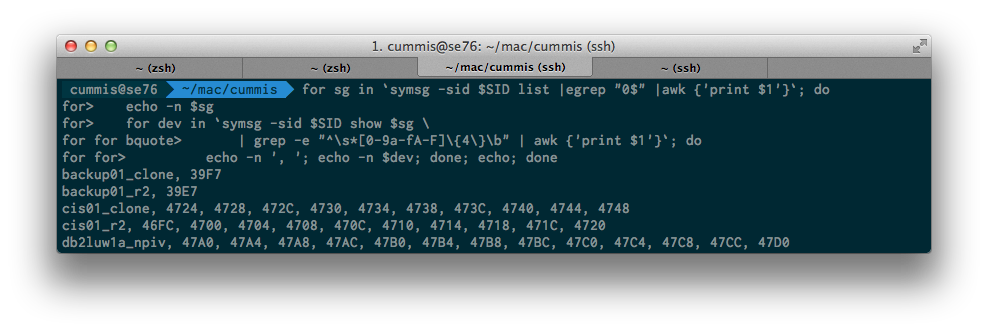 1. cummis@se76: ~/mac/cummis (ssh)
~ (zsh) ~ (zsh) ~/mac/cummis (ssh) ~ (ssh)
cummis@se76 ~/mac/cummis for sg in `symsg -sid $SID list |egrep "0$" |awk {'print $1'}`; do
for> echo -n $sg
for> for dev in `symsg -sid $SID show $sg \
for for bquote> | grep -e "^\s*[0-9a-fA-F]\{4\}\b" | awk {'print $1'}`; do
for for> echo -n ', '; echo -n $dev; done; echo; done
backup01_clone, 39F7
backup01_r2, 39E7
cis01_clone, 4724, 4728, 472C, 4730, 4734, 4738, 473C, 4740, 4744, 4748
cis01_r2, 46FC, 4700, 4704, 4708, 470C, 4710, 4714, 4718, 471C, 4720
db2luw1a_npiv, 47A0, 47A4, 47A8, 47AC, 47B0, 47B4, 47B8, 47BC, 47C0, 47C4, 47C8, 47CC, 47D0